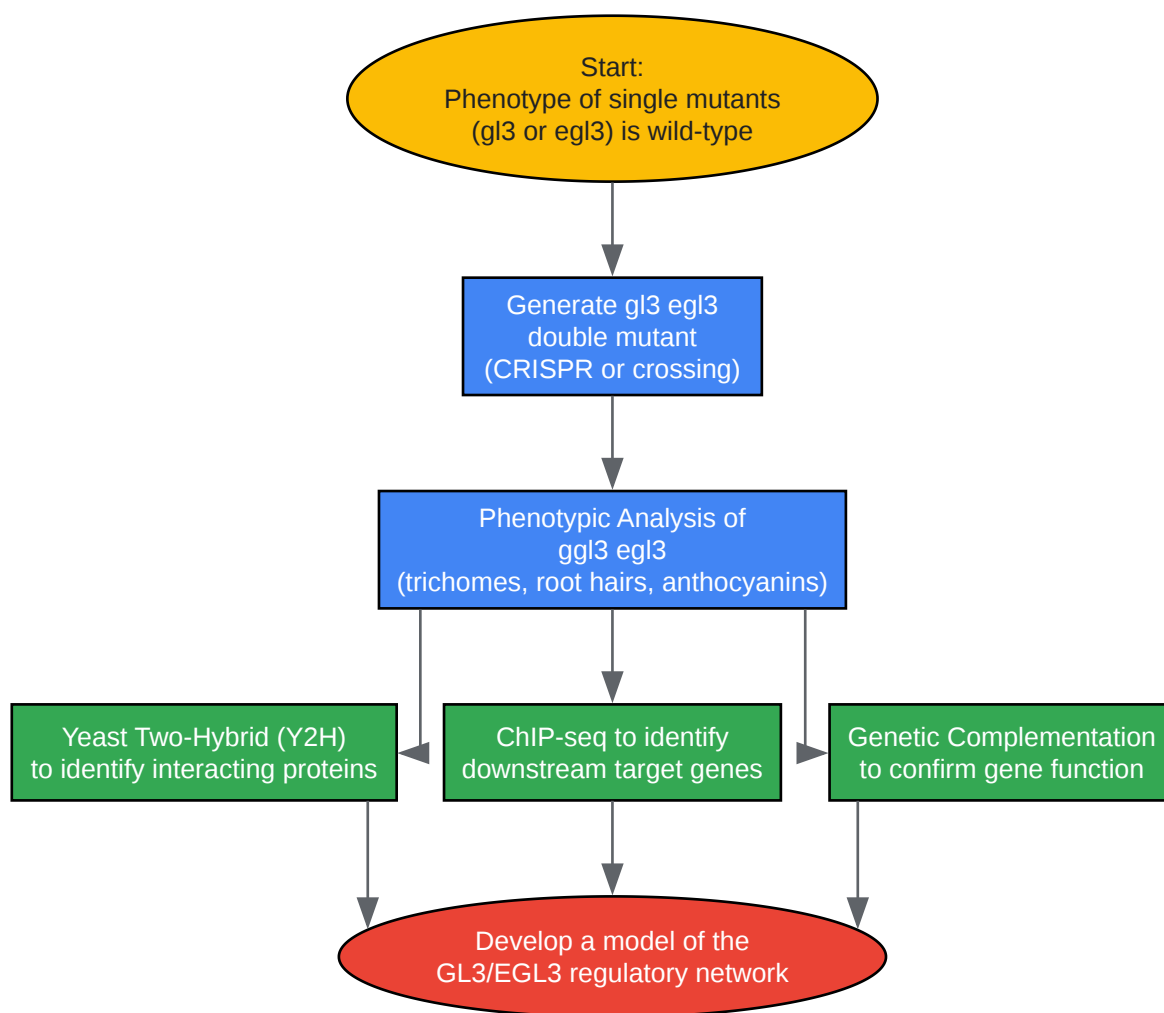 Start:
Phenotype of single mutants
(gl3 or egl3) is wild-type
Generate gl3 egl3
double mutant
(CRISPR or crossing)
Phenotypic Analysis of
ggl3 egl3
(trichomes, root hairs, anthocyanins)
Yeast Two-Hybrid (Y2H)
to identify interacting proteins
ChIP-seq to identify
downstream target genes
Genetic Complementation
to confirm gene function
Develop a model of the
GL3/EGL3 regulatory network